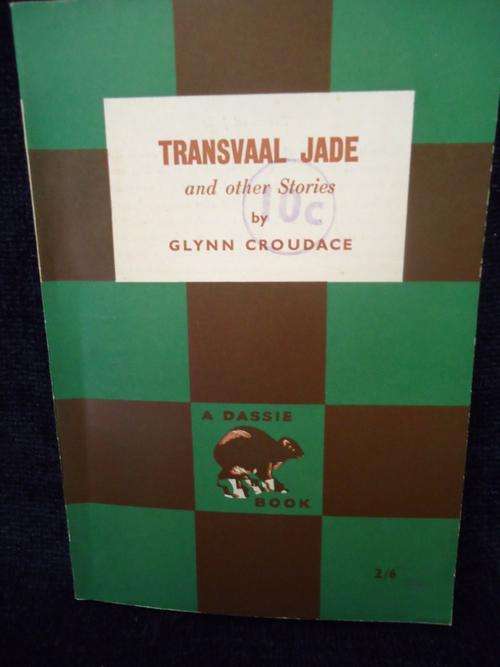 TRANSVAAL JADE
and other Stories
by
10c
GLYNN CROUDACE
A DASSIE
BOOK
2/6